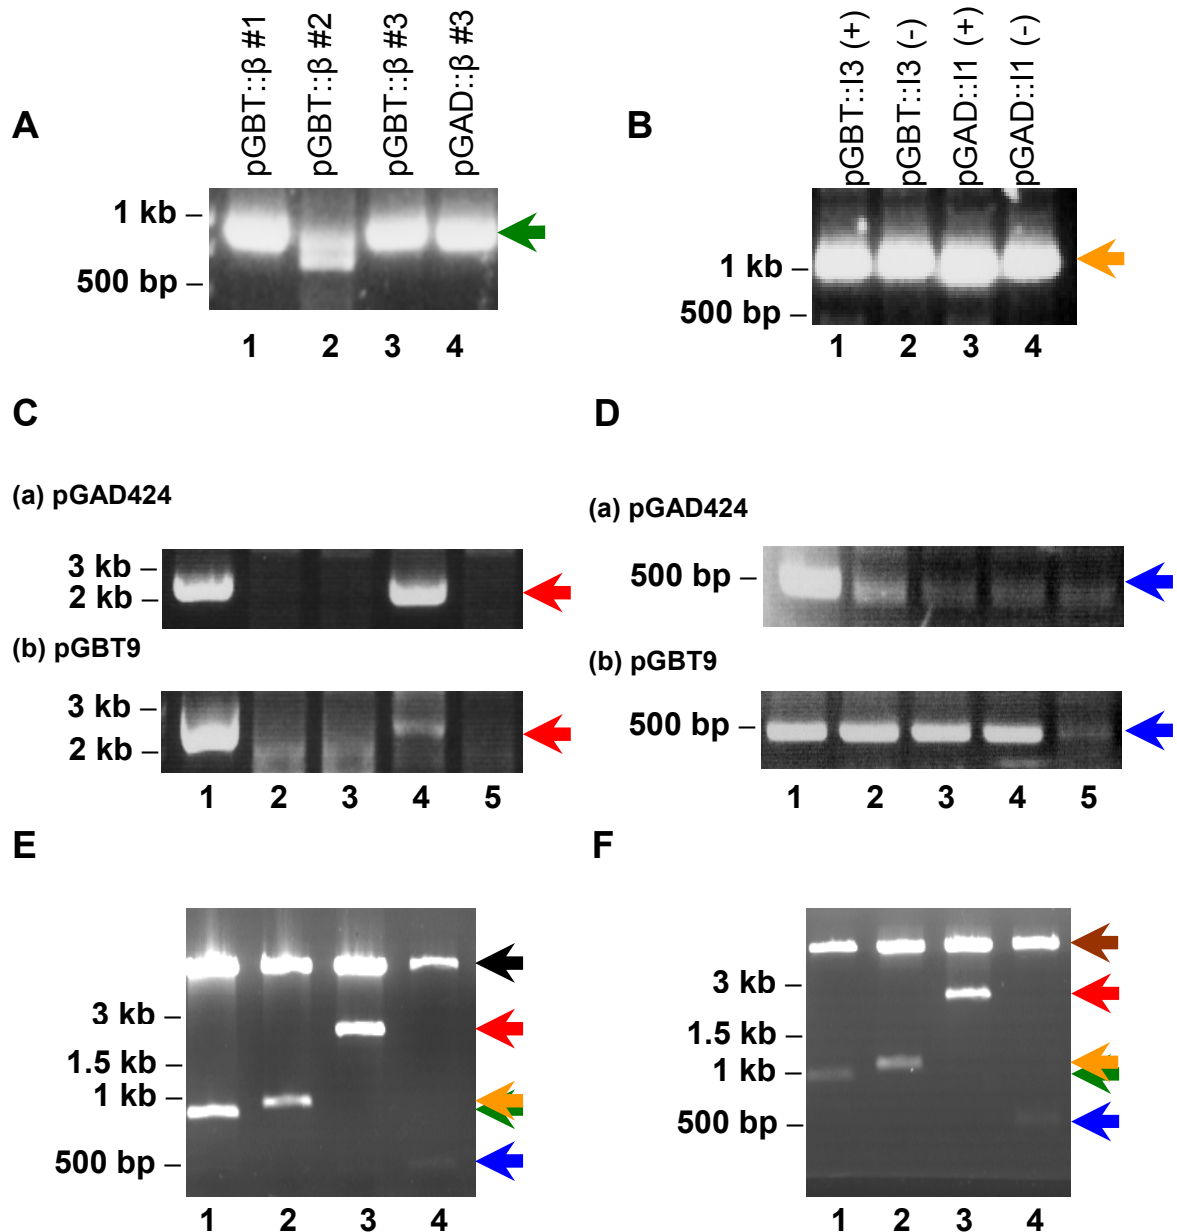 A
pGBT::β #1
pGBT::β #2
pGBT::β #3
pGAD::β #3
1 kb –
500 bp –
1 2 3 4
B
pGBT::I3 (+)
pGBT::I3 (-)
pGAD::I1 (+)
pGAD::I1 (-)
1 kb –
500 bp –
1 2 3 4
C
(a) pGAD424
3 kb –
2 kb –
(b) pGBT9
3 kb –
2 kb –
1 2 3 4 5
D
(a) pGAD424
500 bp –
(b) pGBT9
500 bp –
1 2 3 4 5
E
3 kb –
1.5 kb –
1 kb –
500 bp –
1 2 3 4
F
3 kb –
1.5 kb –
1 kb –
500 bp –
1 2 3 4